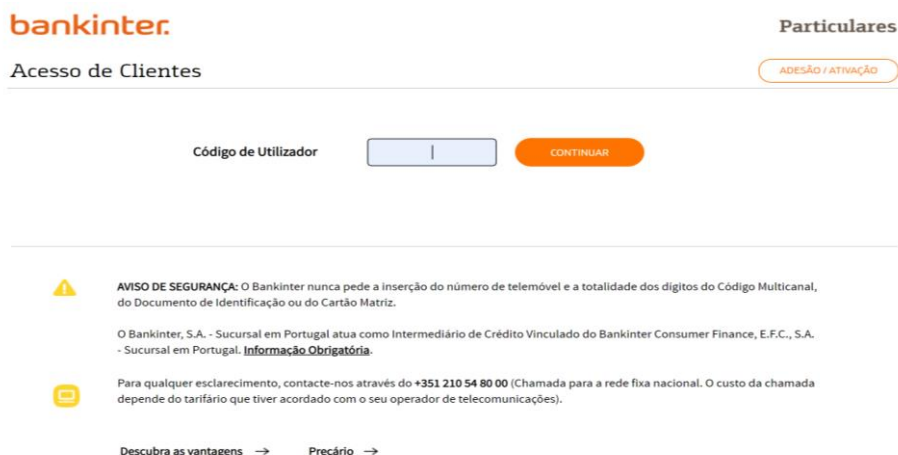 bankinter.
Particulares
Acesso de Clientes
ADESÃO / ATIVAÇÃO
Código de Utilizador
CONTINUAR
AVISO DE SEGURANÇA: O Bankinter nunca pede a inserção do número de telemóvel e a totalidade dos dígitos do Código Multicanal,
do Documento de Identificação ou do Cartão Matriz.
O Bankinter, S.A. - Sucursal em Portugal atua como Intermediário de Crédito Vinculado do Bankinter Consumer Finance, E.F.C., S.A.
- Sucursal em Portugal. Informação Obrigatória.
Para qualquer esclarecimento, contacte-nos através do +351 210 54 80 00 (Chamada para a rede fixa nacional. O custo da chamada
depende do tarifário que tiver acordado com o seu operador de telecomunicações).
Descubra as vantagens → Preçário →